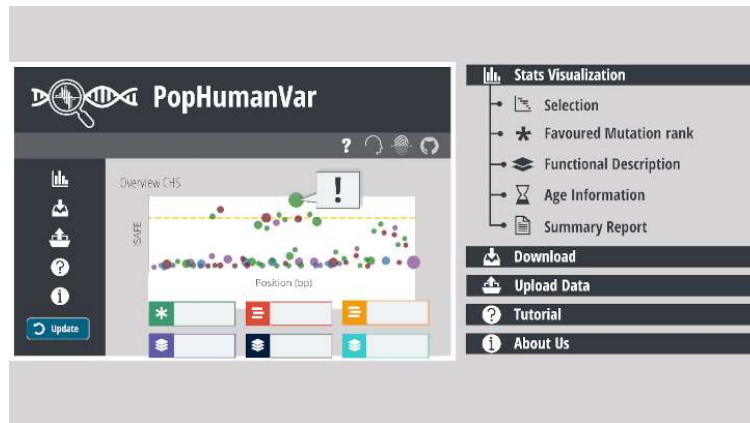 PopHumanVar
?
Overview CHS
!
iSAFE
Position (bp)
Update
Stats Visualization
Selection
Favoured Mutation rank
Functional Description
Age Information
Summary Report
Download
Upload Data
Tutorial
About Us